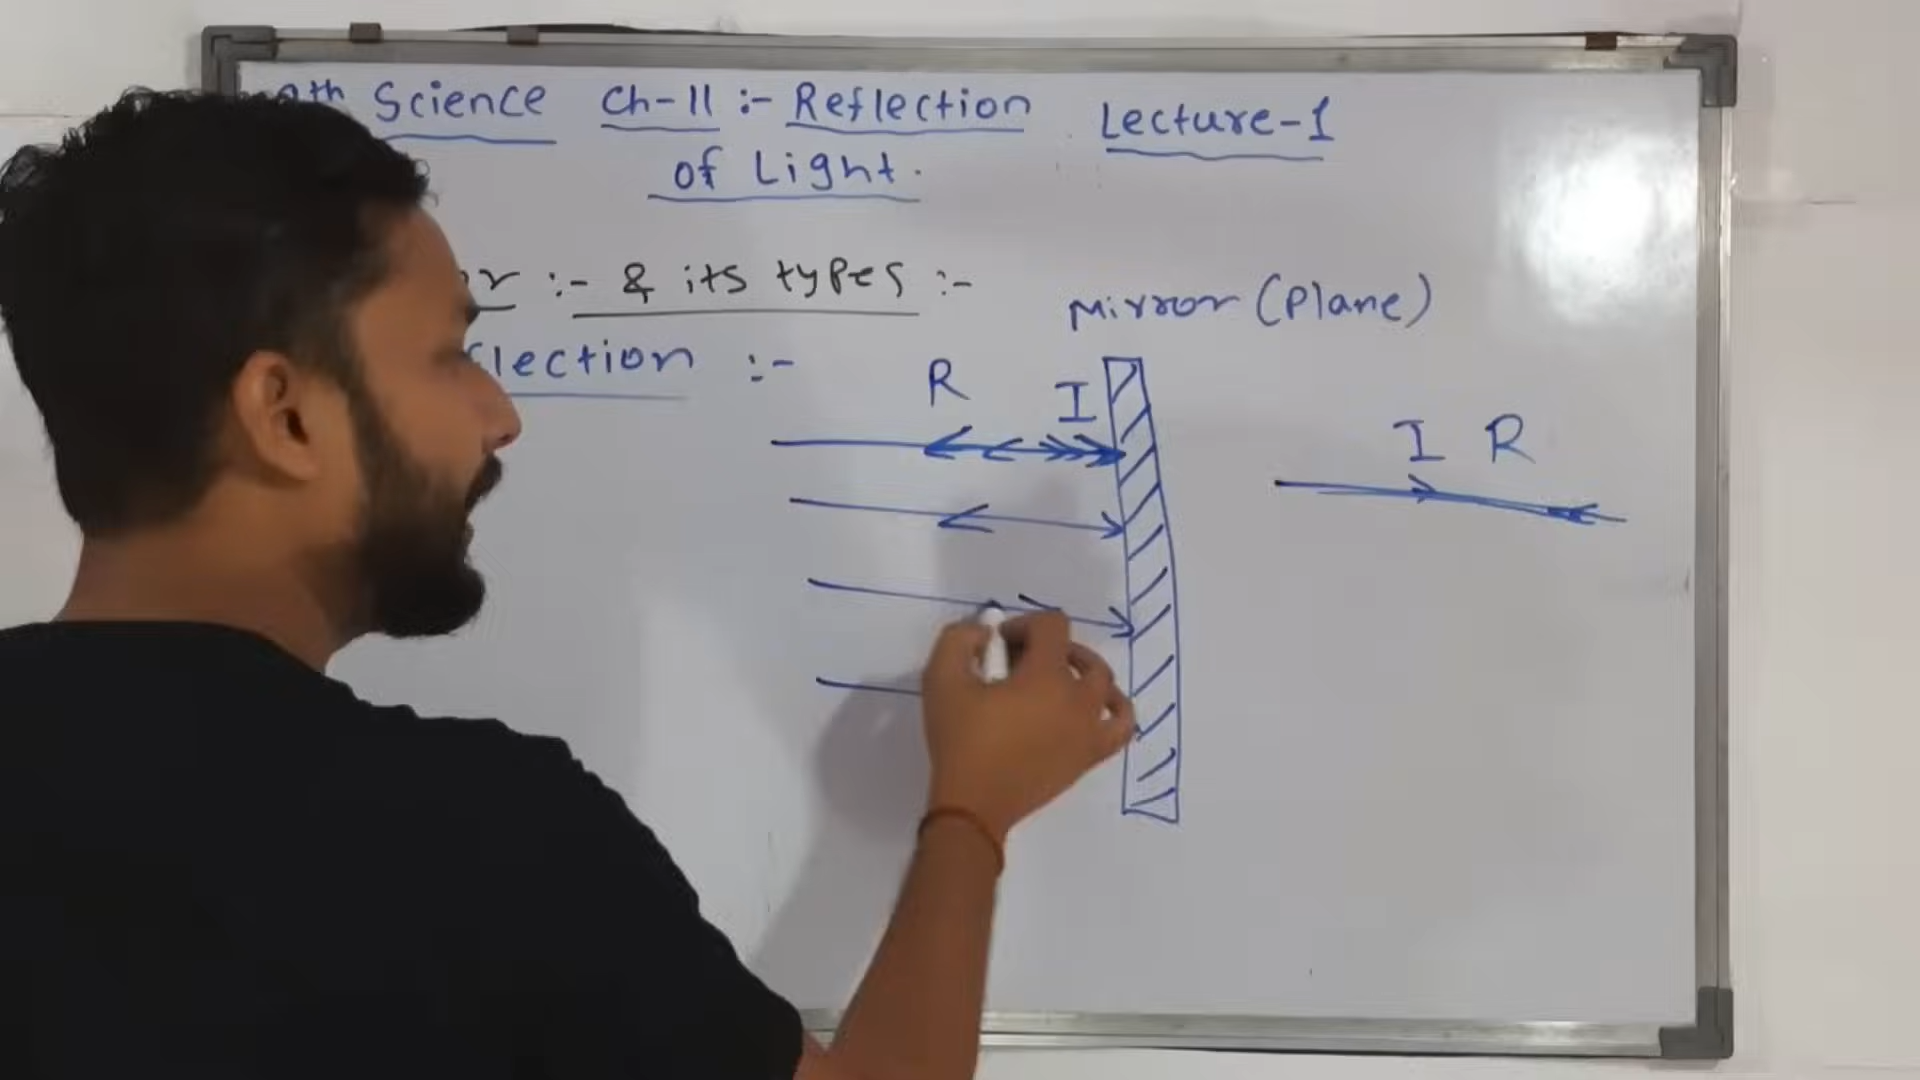 Science Ch-11 :- Reflection Lecture-1
of Light.
:- & its types :-
Mirror (Plane)
lection :-
R I
I R